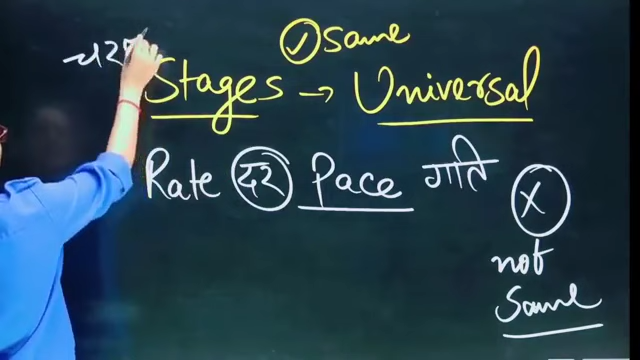 ✓ same
Stages → Universal
Rate दर Pace गति
X
not
same